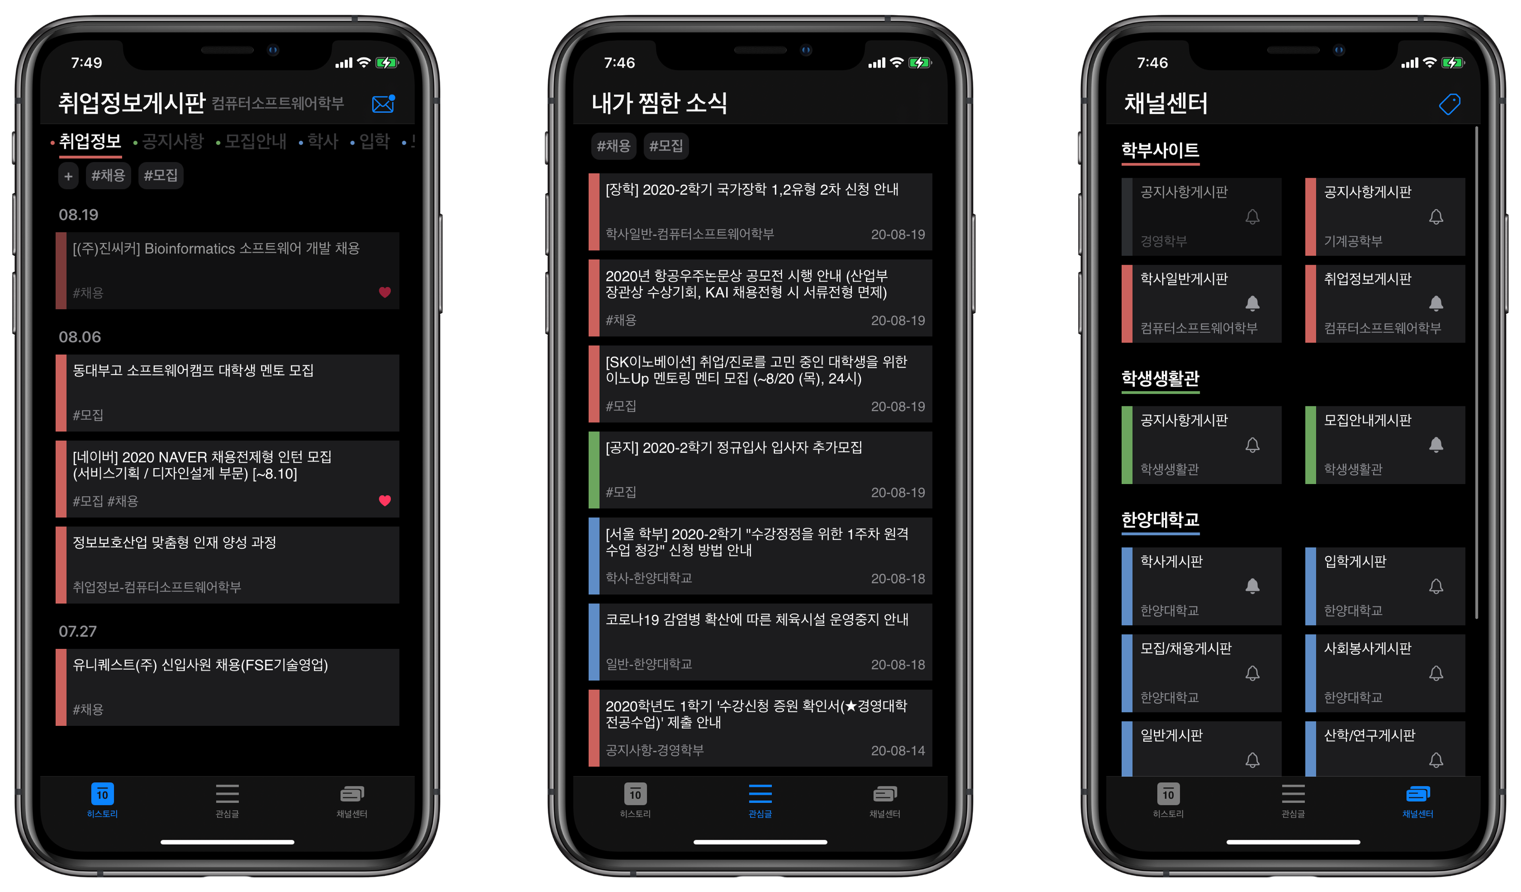 7:49
취업정보게시판 컴퓨터소프트웨어학부
취업정보 공지사항 모집안내 학사 입학
+ #채용 #모집
08.19
[(주)진씨커] Bioinformatics 소프트웨어 개발 채용
#채용
08.06
동대부고 소프트웨어캠프 대학생 멘토 모집
#모집
[네이버] 2020 NAVER 채용전제형 인턴 모집
(서비스기획 / 디자인설계 부문) [~8.10]
#모집 #채용
정보보호산업 맞춤형 인재 양성 과정
취업정보-컴퓨터소프트웨어학부
07.27
유니퀘스트(주) 신입사원 채용(FSE기술영업)
#채용
10
히스토리 관심글 채널센터
7:46
내가 찜한 소식
#채용 #모집
[장학] 2020-2학기 국가장학 1,2유형 2차 신청 안내
학사일반-컴퓨터소프트웨어학부 20-08-19
2020년 항공우주논문상 공모전 시행 안내 (산업부
장관상 수상기회, KAI 채용전형 시 서류전형 면제)
#채용 20-08-19
[SK이노베이션] 취업/진로를 고민 중인 대학생을 위한
이노Up 멘토링 멘티 모집 (~8/20 (목), 24시)
#모집 20-08-19
[공지] 2020-2학기 정규입사 입사자 추가모집
#모집 20-08-19
[서울 학부] 2020-2학기 "수강정정을 위한 1주차 원격
수업 청강" 신청 방법 안내
학사-한양대학교 20-08-18
코로나19 감염병 확산에 따른 체육시설 운영중지 안내
일반-한양대학교 20-08-18
2020학년도 1학기 '수강신청 증원 확인서(★경영대학
전공수업)' 제출 안내
공지사항-경영학부 20-08-14
10
히스토리 관심글 채널센터
7:46
채널센터
학부사이트
공지사항게시판 공지사항게시판
경영학부 기계공학부
학사일반게시판 취업정보게시판
컴퓨터소프트웨어학부 컴퓨터소프트웨어학부
학생생활관
공지사항게시판 모집안내게시판
학생생활관 학생생활관
한양대학교
학사게시판 입학게시판
한양대학교 한양대학교
모집/채용게시판 사회봉사게시판
한양대학교 한양대학교
일반게시판 산학/연구게시판
10
히스토리 관심글 채널센터